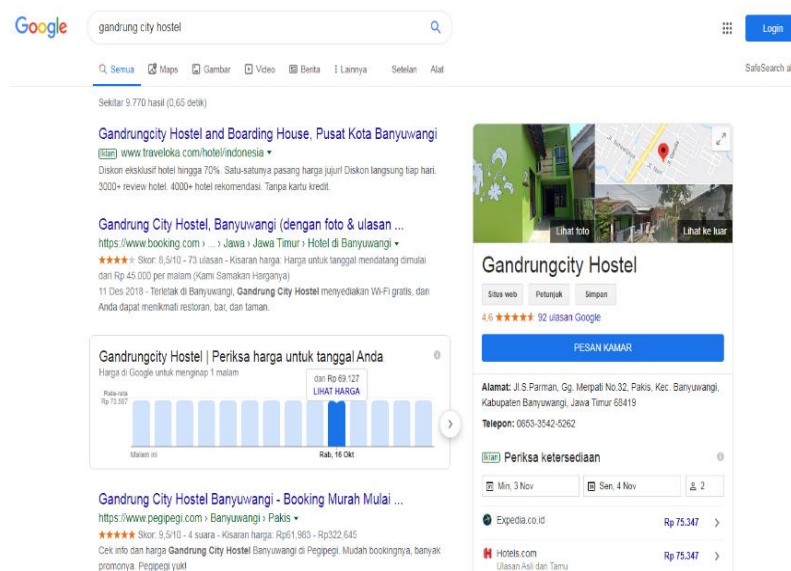 Google
gandrung city hostel
Login
Semua Maps Gambar Video Berita Lainnya Setelan Alat
SafeSearch ak
Sekitar 9.770 hasil (0,65 detik)
Gandrungcity Hostel and Boarding House, Pusat Kota Banyuwangi
Iklan www.traveloka.com/hotel/indonesia
Diskon eksklusif hotel hingga 70%. Satu-satunya pasang harga jujur! Diskon langsung tiap hari.
3000+ review hotel. 4000+ hotel rekomendasi. Tanpa kartu kredit.
Gandrung City Hostel, Banyuwangi (dengan foto & ulasan ...
https://www.booking.com › ... › Jawa › Jawa Timur › Hotel di Banyuwangi
Skor: 8,5/10 - 73 ulasan - Kisaran harga: Harga untuk tanggal mendatang dimulai
dari Rp 45.000 per malam (Kami Samakan Harganya)
11 Des 2018 - Terletak di Banyuwangi, Gandrung City Hostel menyediakan Wi-Fi gratis, dan
Anda dapat menikmati restoran, bar, dan taman.
Gandrungcity Hostel | Periksa harga untuk tanggal Anda
Harga di Google untuk menginap 1 malam
dari Rp 69.127
LIHAT HARGA
Rata-rata
Rp 73.587
Malam ini
Rab, 16 Okt
Gandrung City Hostel Banyuwangi - Booking Murah Mulai ...
https://www.pegipegi.com › Banyuwangi › Pakis
Skor: 9,5/10 - 4 suara - Kisaran harga: Rp61,983 - Rp322,645
Cek info dan harga Gandrung City Hostel Banyuwangi di Pegipegi. Mudah bookingnya, banyak
promonya. Pegipegi yuk!
Lihat foto
Lihat ke luar
Gandrungcity Hostel
Situs web Petunjuk Simpan
4,6 92 ulasan Google
PESAN KAMAR
Alamat: Jl.S.Parman, Gg. Merpati No.32, Pakis, Kec. Banyuwangi,
Kabupaten Banyuwangi, Jawa Timur 68419
Telepon: 0853-3542-5262
Iklan Periksa ketersediaan
Min, 3 Nov Sen, 4 Nov 2
Expedia.co.id Rp 75.347
Hotels.com Rp 75.347
Ulasan Asli dari Tamu